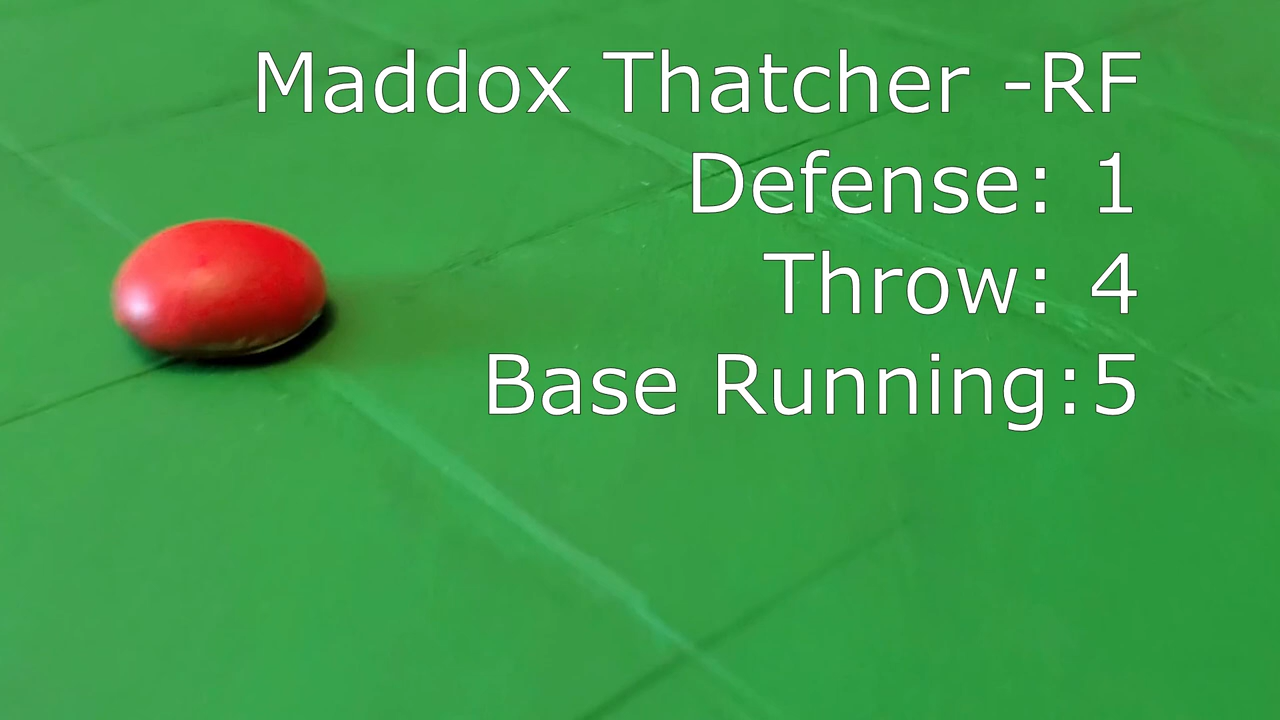 Maddox Thatcher -RF
Defense: 1
Throw: 4
Base Running:5